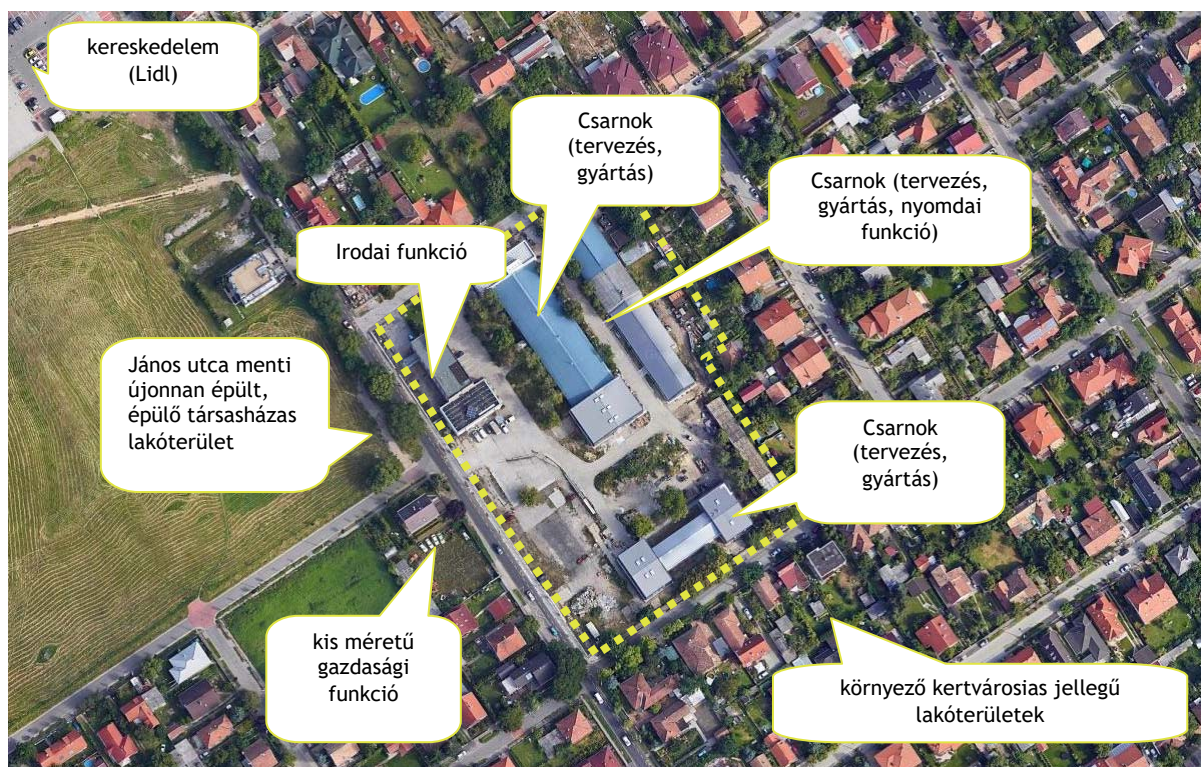 kereskedelem
(Lidl)
Csarnok
(tervezés,
gyártás)
Csarnok (tervezés,
gyártás, nyomdai
funkció)
Irodai funkció
János utca menti
újonnan épült,
épülő társasházas
lakóterület
Csarnok
(tervezés,
gyártás)
kis méretű
gazdasági
funkció
környező kertvárosias jellegű
lakóterületek